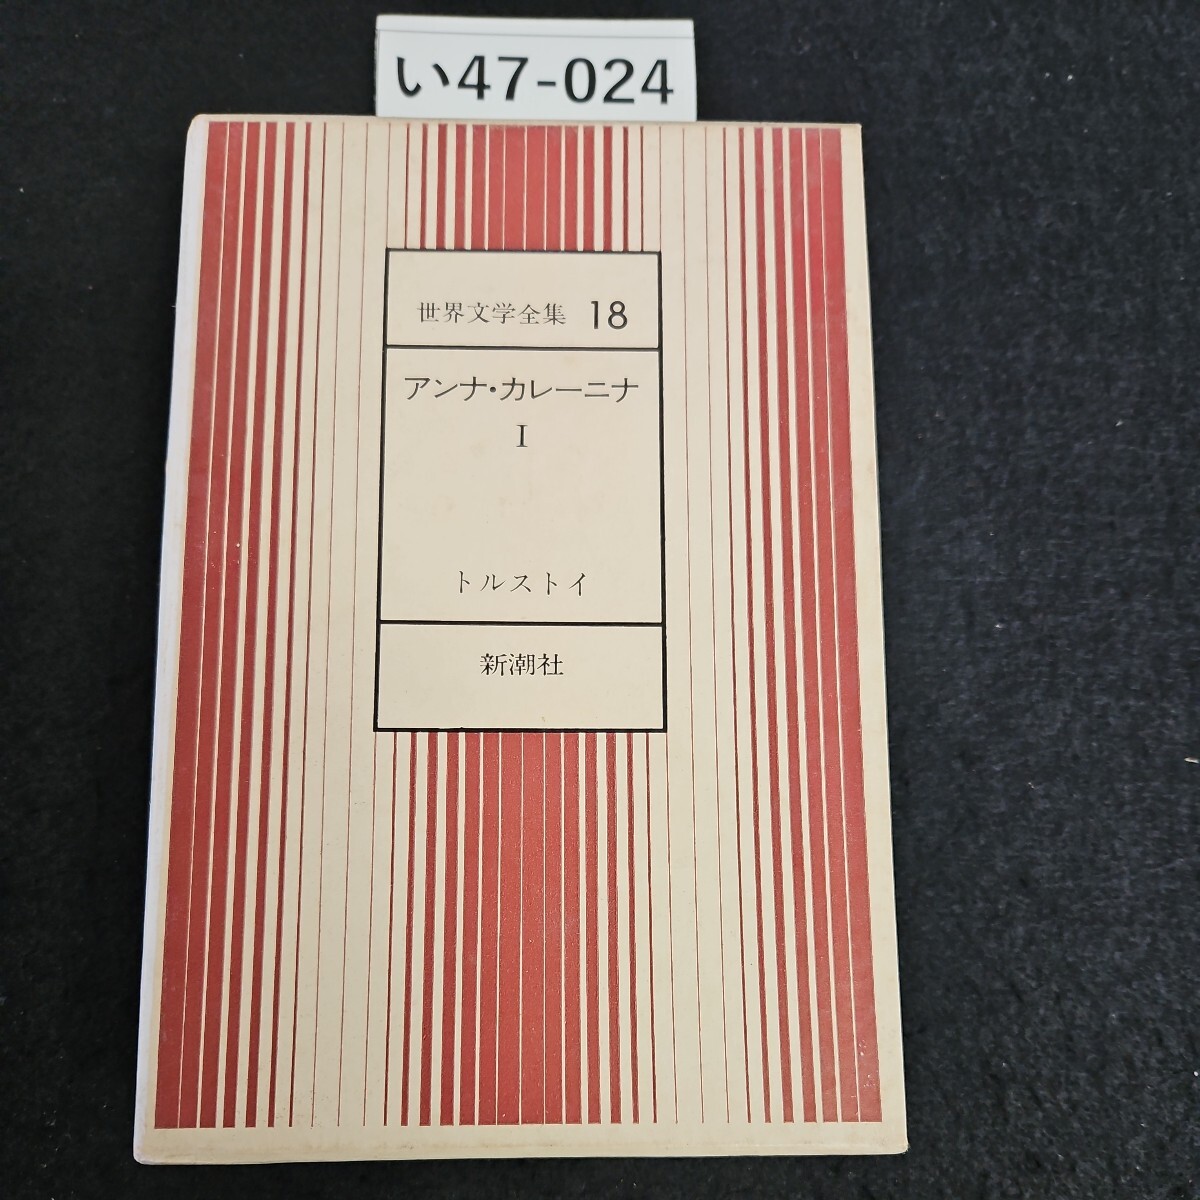 い47-024
世界文学全集 18
アンナ・カレーニナ
I
トルストイ
新潮社